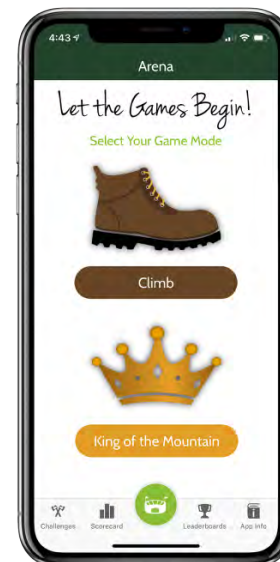 4:43
Arena
Let the Games Begin!
Select Your Game Mode
Climb
King of the Mountain
Challenges
Scorecard
Leaderboards
App Info